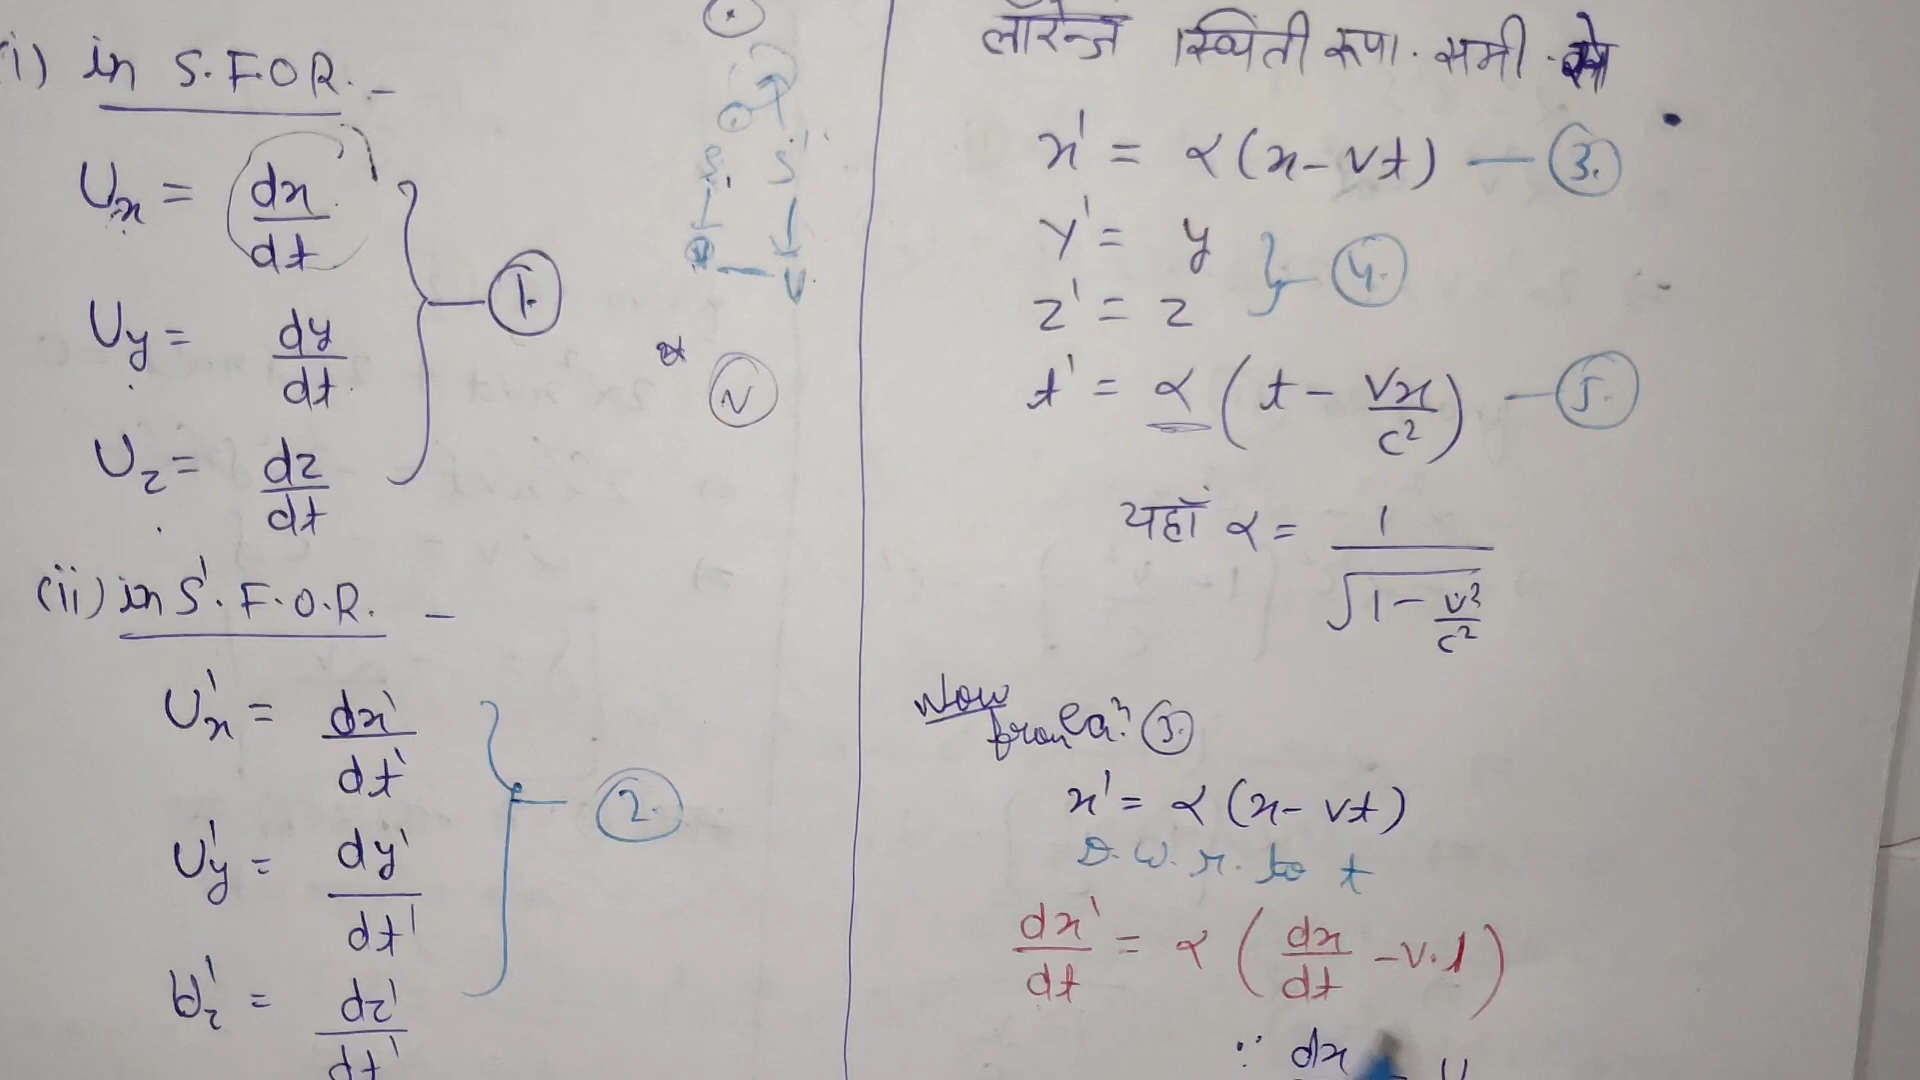 (i) in S.F.O.R. -
Ux = dx/dt
Uy = dy/dt
Uz = dz/dt
1.
(ii) in S'. F.O.R. -
U'x = dx'/dt'
U'y = dy'/dt'
U'z = dz'/dt'
2.
S S'
v
लॉरेन्ज स्थिती रूपा. समी. से
x' = α(x - vt) — 3.
y' = y
z' = z
4.
t' = α(t - vx/c²) — 5.
यहाँ α = 1/√(1 - v²/c²)
Now
from Eqn 3.
x' = α(x - vt)
D.W.r. to t
dx'/dt = α(dx/dt - v.1)
∵ dx